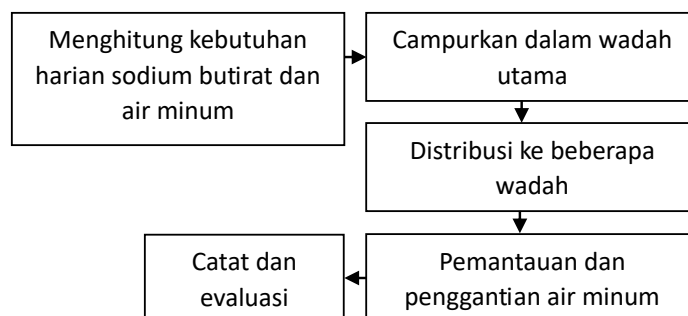 Menghitung kebutuhan
harian sodium butirat dan
air minum
Campurkan dalam wadah
utama
Distribusi ke beberapa
wadah
Pemantauan dan
penggantian air minum
Catat dan
evaluasi